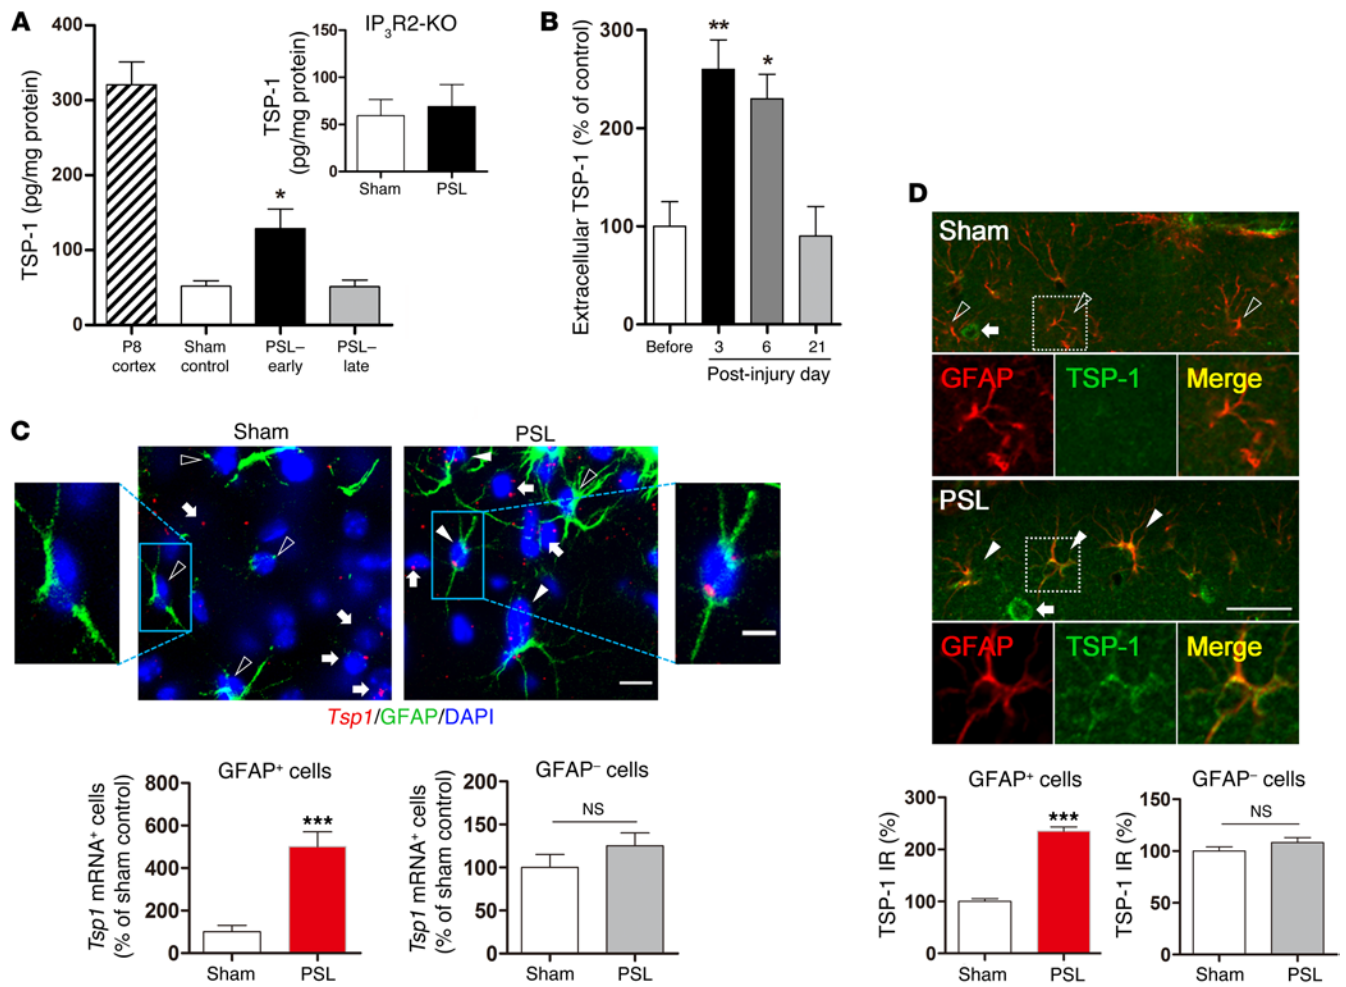 A
TSP-1 (pg/mg protein)
400
300
200
100
0
P8
cortex
Sham
control
PSL–
early
PSL–
late
*
IP3R2-KO
TSP-1
(pg/mg protein)
150
100
50
0
Sham
PSL
B
Extracellular TSP-1 (% of control)
300
200
100
0
**
*
Before
3
6
21
Post-injury day
C
Sham
PSL
Tsp1/GFAP/DAPI
GFAP+ cells
Tsp1 mRNA+ cells
(% of sham control)
800
600
400
200
0
***
Sham
PSL
GFAP– cells
Tsp1 mRNA+ cells
(% of sham control)
200
150
100
50
0
NS
Sham
PSL
D
Sham
GFAP
TSP-1
Merge
PSL
GFAP
TSP-1
Merge
GFAP+ cells
TSP-1 IR (%)
300
200
100
0
***
Sham
PSL
GFAP– cells
TSP-1 IR (%)
150
100
50
0
NS
Sham
PSL